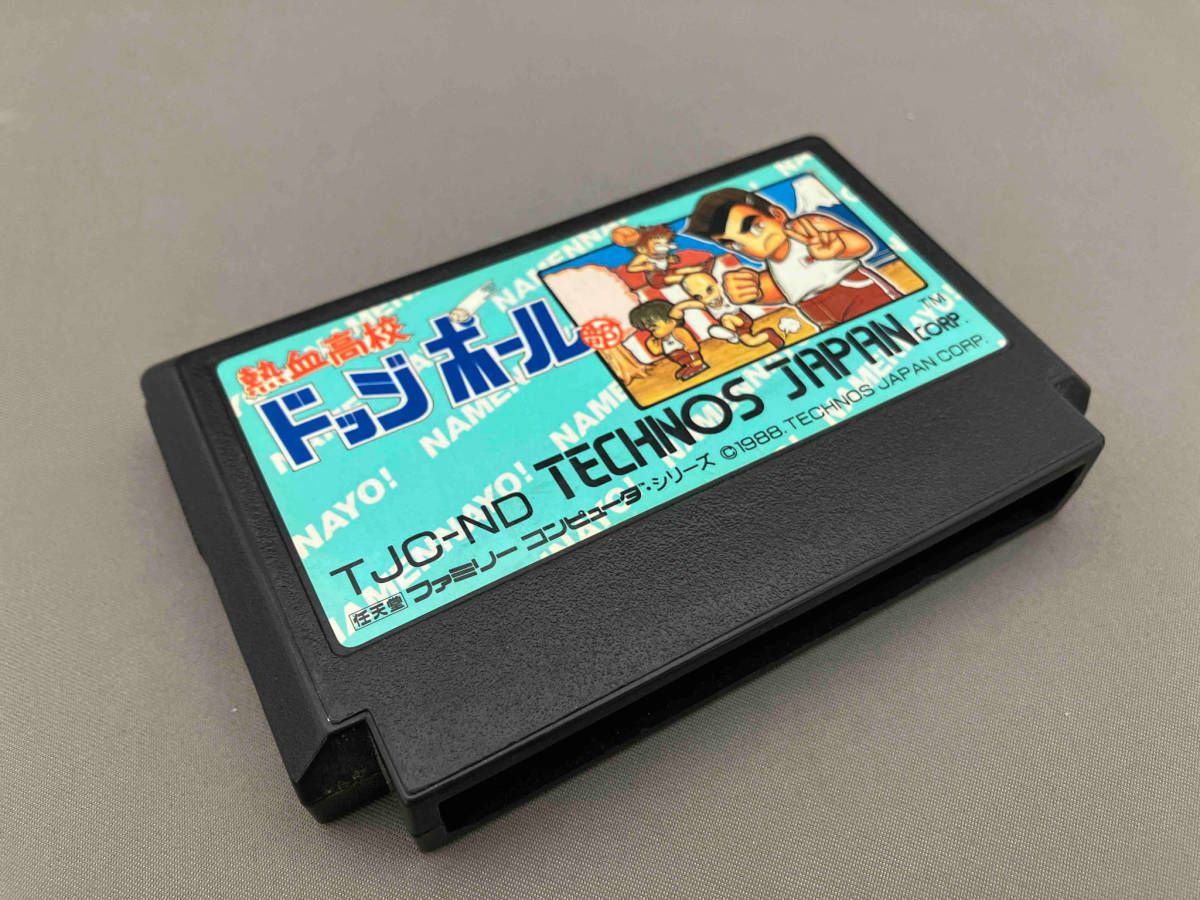 熱血高校
ドッジボール部
TJC-ND TECHNOS JAPAN CORP.™
任天堂 ファミリーコンピュータ・シリーズ ©1988.TECHNOS JAPAN CORP.
NAMENNAYO!